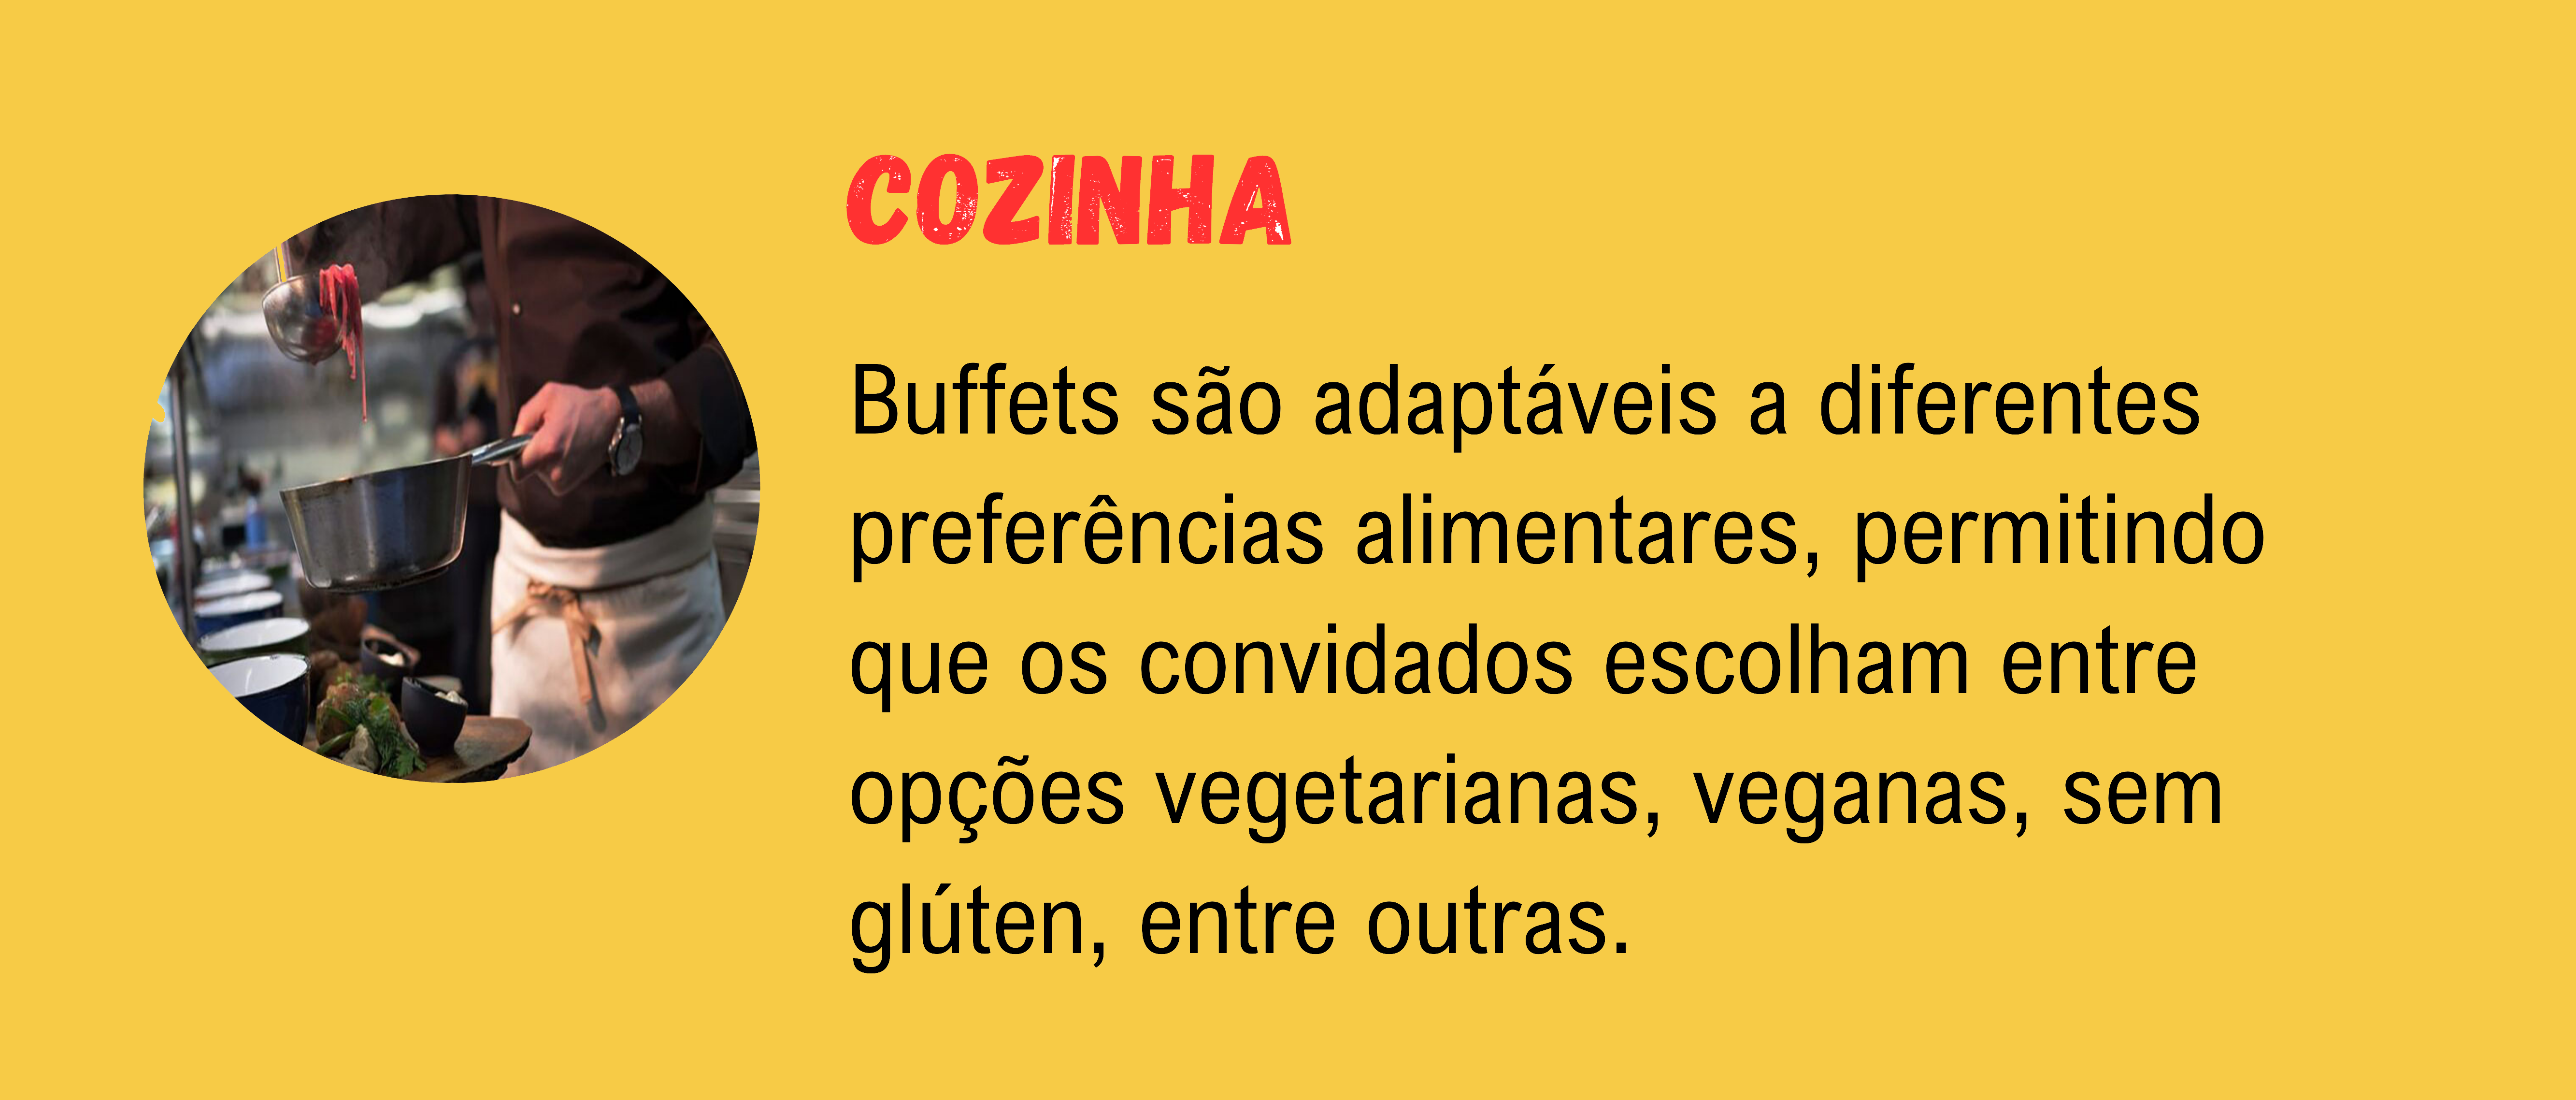 COZINHA
Buffets são adaptáveis a diferentes
preferências alimentares, permitindo
que os convidados escolham entre
opções vegetarianas, veganas, sem
glúten, entre outras.